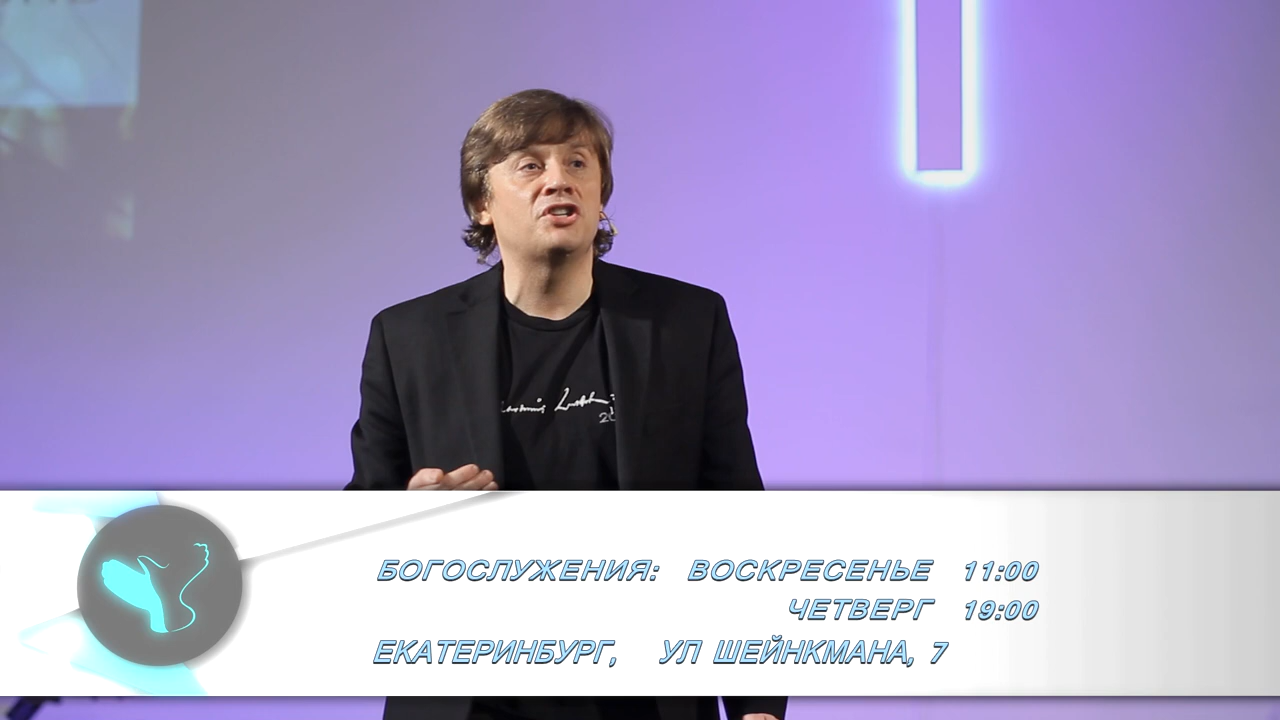 БОГОСЛУЖЕНИЯ: ВОСКРЕСЕНЬЕ 11:00
ЧЕТВЕРГ 19:00
ЕКАТЕРИНБУРГ, УЛ ШЕЙНКМАНА, 7